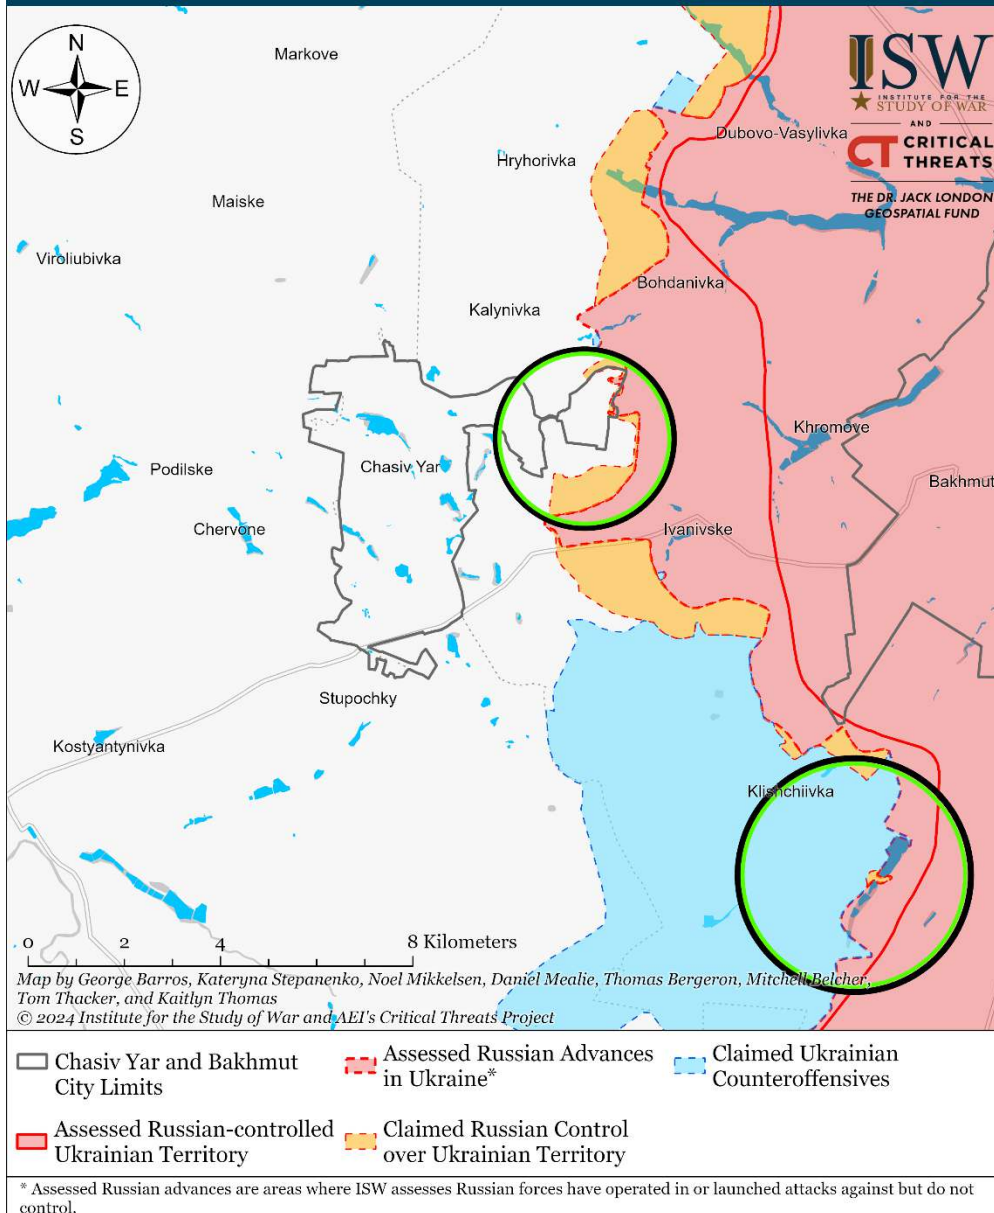 N
W
E
S
Markove
ISW
INSTITUTE FOR THE
STUDY OF WAR
AND
CT CRITICAL
THREATS
THE DR. JACK LONDON
GEOSPATIAL FUND
Dubovo-Vasylivka
Hryhorivka
Maiske
Viroliubivka
Bohdanivka
Kalynivka
Khromove
Podilske
Chasiv Yar
Bakhmut
Chervone
Ivanivske
Stupochky
Kostyantynivka
Klishchiivka
0 2 4 8 Kilometers
Map by George Barros, Kateryna Stepanenko, Noel Mikkelsen, Daniel Mealie, Thomas Bergeron, Mitchell Belcher,
Tom Thacker, and Kaitlyn Thomas
© 2024 Institute for the Study of War and AEI's Critical Threats Project
Chasiv Yar and Bakhmut
City Limits
Assessed Russian Advances
in Ukraine*
Claimed Ukrainian
Counteroffensives
Assessed Russian-controlled
Ukrainian Territory
Claimed Russian Control
over Ukrainian Territory
* Assessed Russian advances are areas where ISW assesses Russian forces have operated in or launched attacks against but do not
control.